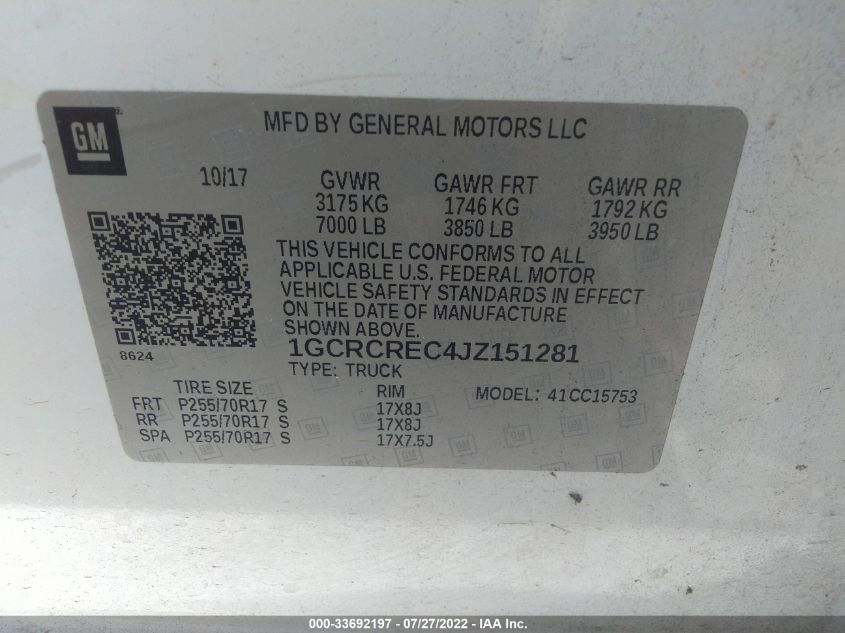 GM
MFD BY GENERAL MOTORS LLC
10/17
GVWR GAWR FRT GAWR RR
3175 KG 1746 KG 1792 KG
7000 LB 3850 LB 3950 LB
THIS VEHICLE CONFORMS TO ALL
APPLICABLE U.S. FEDERAL MOTOR
VEHICLE SAFETY STANDARDS IN EFFECT
ON THE DATE OF MANUFACTURE
SHOWN ABOVE.
8624
1GCRCREC4JZ151281
TYPE: TRUCK
TIRE SIZE RIM MODEL: 41CC15753
FRT P255/70R17 S 17X8J
RR P255/70R17 S 17X8J
SPA P255/70R17 S 17X7.5J
000-33692197 - 07/27/2022 - IAA Inc.